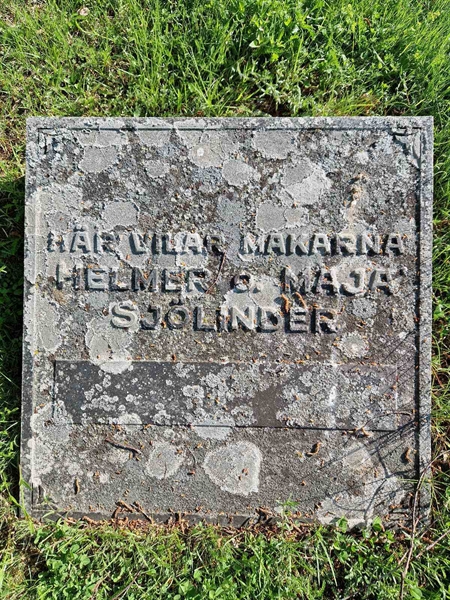 HÄR VILAR MAKARNA
HELMER O. MAJA
SJÖLINDER